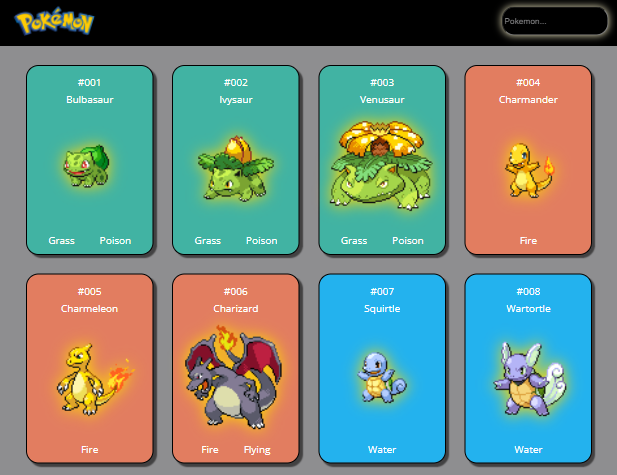 Pokémon
Pokemon...
#001
Bulbasaur
Grass Poison
#002
Ivysaur
Grass Poison
#003
Venusaur
Grass Poison
#004
Charmander
Fire
#005
Charmeleon
Fire
#006
Charizard
Fire Flying
#007
Squirtle
Water
#008
Wartortle
Water